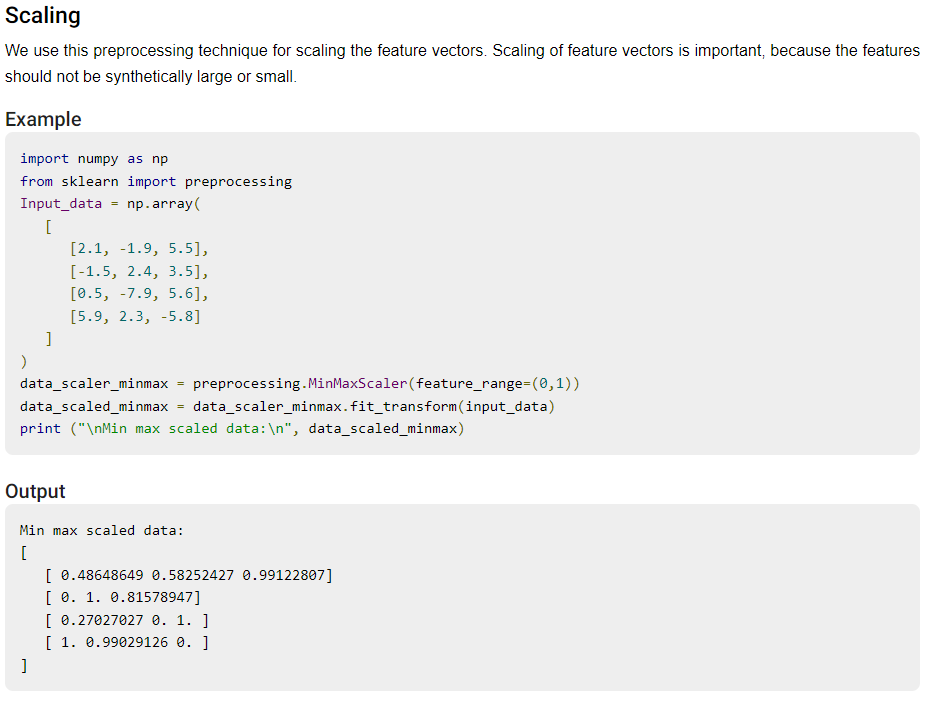 Scaling
We use this preprocessing technique for scaling the feature vectors. Scaling of feature vectors is important, because the features
should not be synthetically large or small.
Example
import numpy as np
from sklearn import preprocessing
Input_data = np.array(
   [
      [2.1, -1.9, 5.5],
      [-1.5, 2.4, 3.5],
      [0.5, -7.9, 5.6],
      [5.9, 2.3, -5.8]
   ]
)
data_scaler_minmax = preprocessing.MinMaxScaler(feature_range=(0,1))
data_scaled_minmax = data_scaler_minmax.fit_transform(input_data)
print ("\nMin max scaled data:\n", data_scaled_minmax)
Output
Min max scaled data:
[
   [ 0.48648649 0.58252427 0.99122807]
   [ 0. 1. 0.81578947]
   [ 0.27027027 0. 1. ]
   [ 1. 0.99029126 0. ]
]